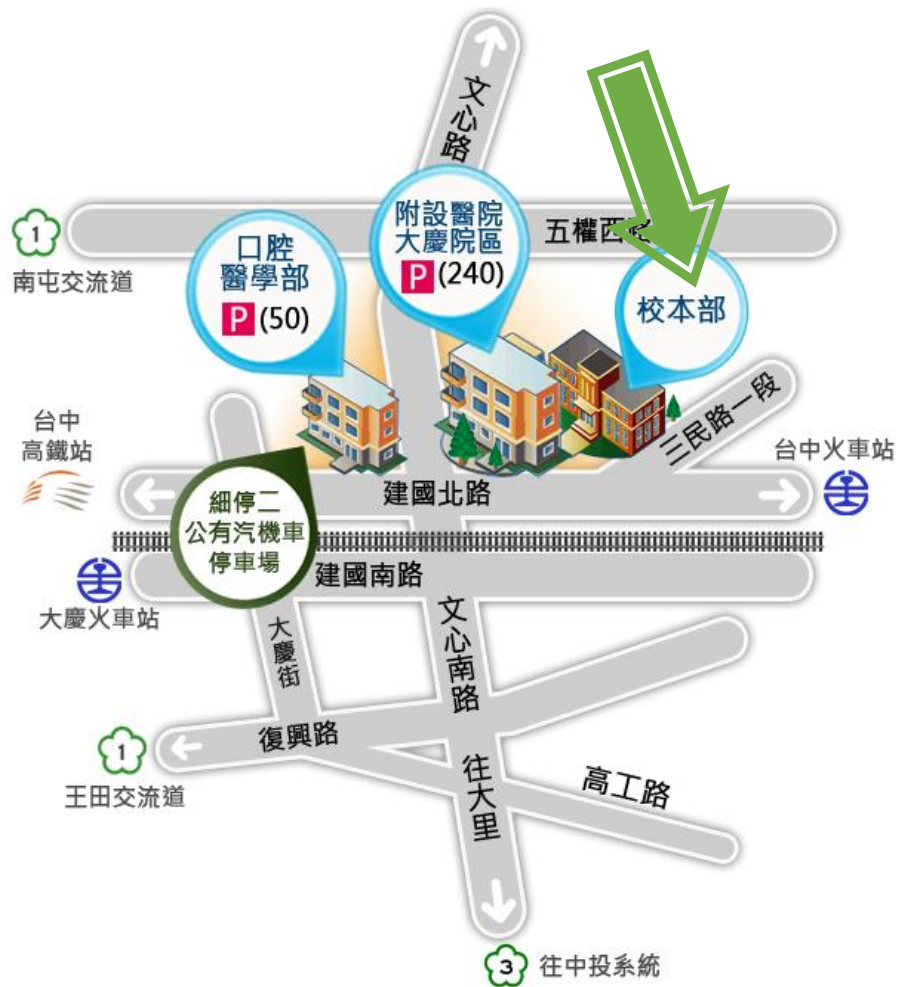 文心路
五權西路
1
南屯交流道
口腔
醫學部
P (50)
附設醫院
大慶院區
P (240)
校本部
三民路一段
台中
高鐵站
台中火車站
建國北路
細停二
公有汽機車
停車場
建國南路
大慶火車站
大慶街
文心南路
復興路
1
王田交流道
往大里
高工路
3 往中投系統